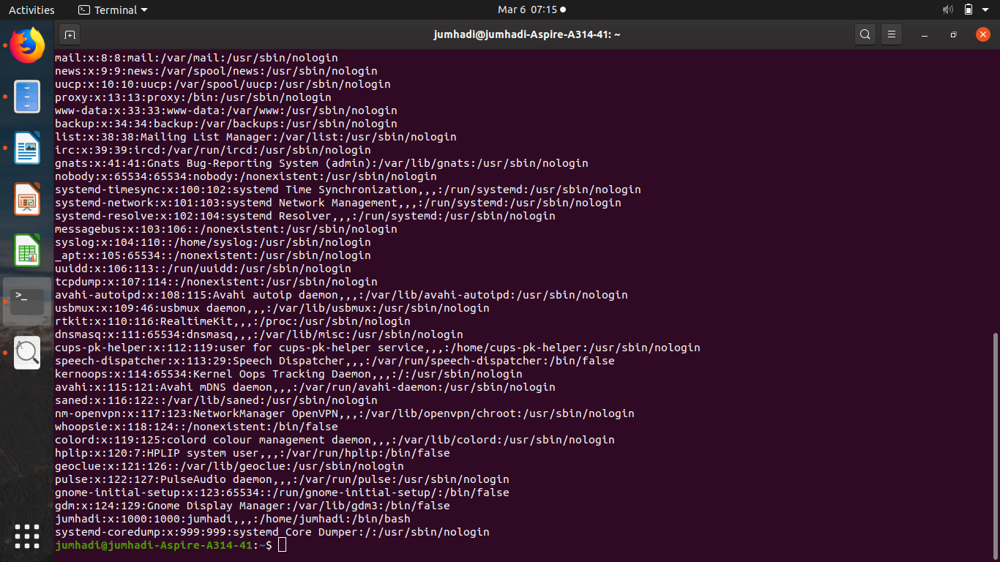 Activities Terminal Mar 6 07:15
jumhadi@jumhadi-Aspire-A314-41: ~
mail:x:8:8:mail:/var/mail:/usr/sbin/nologin
news:x:9:9:news:/var/spool/news:/usr/sbin/nologin
uucp:x:10:10:uucp:/var/spool/uucp:/usr/sbin/nologin
proxy:x:13:13:proxy:/bin:/usr/sbin/nologin
www-data:x:33:33:www-data:/var/www:/usr/sbin/nologin
backup:x:34:34:backup:/var/backups:/usr/sbin/nologin
list:x:38:38:Mailing List Manager:/var/list:/usr/sbin/nologin
irc:x:39:39:ircd:/var/run/ircd:/usr/sbin/nologin
gnats:x:41:41:Gnats Bug-Reporting System (admin):/var/lib/gnats:/usr/sbin/nologin
nobody:x:65534:65534:nobody:/nonexistent:/usr/sbin/nologin
systemd-timesync:x:100:102:systemd Time Synchronization,,,:/run/systemd:/usr/sbin/nologin
systemd-network:x:101:103:systemd Network Management,,,:/run/systemd:/usr/sbin/nologin
systemd-resolve:x:102:104:systemd Resolver,,,:/run/systemd:/usr/sbin/nologin
messagebus:x:103:106::/nonexistent:/usr/sbin/nologin
syslog:x:104:110::/home/syslog:/usr/sbin/nologin
_apt:x:105:65534::/nonexistent:/usr/sbin/nologin
uuidd:x:106:113::/run/uuidd:/usr/sbin/nologin
tcpdump:x:107:114::/nonexistent:/usr/sbin/nologin
avahi-autoipd:x:108:115:Avahi autoip daemon,,,:/var/lib/avahi-autoipd:/usr/sbin/nologin
usbmux:x:109:46:usbmux daemon,,,:/var/lib/usbmux:/usr/sbin/nologin
rtkit:x:110:116:RealtimeKit,,,:/proc:/usr/sbin/nologin
dnsmasq:x:111:65534:dnsmasq,,,:/var/lib/misc:/usr/sbin/nologin
cups-pk-helper:x:112:119:user for cups-pk-helper service,,,:/home/cups-pk-helper:/usr/sbin/nologin
speech-dispatcher:x:113:29:Speech Dispatcher,,,:/var/run/speech-dispatcher:/bin/false
kernoops:x:114:65534:Kernel Oops Tracking Daemon,,,:/:/usr/sbin/nologin
avahi:x:115:121:Avahi mDNS daemon,,,:/var/run/avahi-daemon:/usr/sbin/nologin
saned:x:116:122::/var/lib/saned:/usr/sbin/nologin
nm-openvpn:x:117:123:NetworkManager OpenVPN,,,:/var/lib/openvpn/chroot:/usr/sbin/nologin
whoopsie:x:118:124::/nonexistent:/bin/false
colord:x:119:125:colord colour management daemon,,,:/var/lib/colord:/usr/sbin/nologin
hplip:x:120:7:HPLIP system user,,,:/var/run/hplip:/bin/false
geoclue:x:121:126::/var/lib/geoclue:/usr/sbin/nologin
pulse:x:122:127:PulseAudio daemon,,,:/var/run/pulse:/usr/sbin/nologin
gnome-initial-setup:x:123:65534::/run/gnome-initial-setup/:/bin/false
gdm:x:124:129:Gnome Display Manager:/var/lib/gdm3:/bin/false
jumhadi:x:1000:1000:jumhadi,,,:/home/jumhadi:/bin/bash
systemd-coredump:x:999:999:systemd Core Dumper:/:/usr/sbin/nologin
jumhadi@jumhadi-Aspire-A314-41:~$